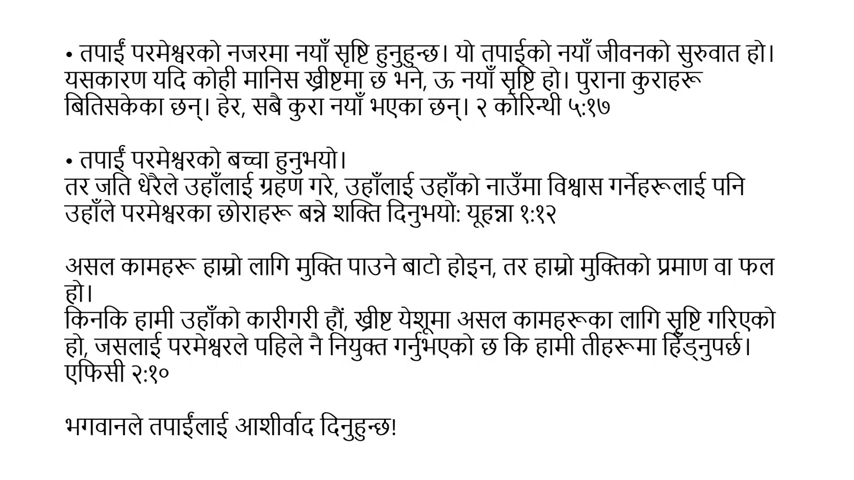 • तपाईं परमेश्वरको नजरमा नयाँ सृष्टि हुनुहुन्छ। यो तपाईको नयाँ जीवनको सुरुवात हो।
यसकारण यदि कोही मानिस ख्रीष्टमा छ भने, ऊ नयाँ सृष्टि हो। पुराना कुराहरू
बितिसकेका छन्। हेर, सबै कुरा नयाँ भएका छन्। २ कोरिन्थी ५:१७
• तपाईं परमेश्वरको बच्चा हुनुभयो।
तर जति धेरैले उहाँलाई ग्रहण गरे, उहाँलाई उहाँको नाउँमा विश्वास गर्नेहरूलाई पनि
उहाँले परमेश्वरका छोराहरू बन्ने शक्ति दिनुभयो: यूहन्ना १:१२
असल कामहरू हाम्रो लागि मुक्ति पाउने बाटो होइन, तर हाम्रो मुक्तिको प्रमाण वा फल
हो।
किनकि हामी उहाँको कारीगरी हौं, ख्रीष्ट येशूमा असल कामहरूका लागि सृष्टि गरिएको
हो, जसलाई परमेश्वरले पहिले नै नियुक्त गर्नुभएको छ कि हामी तीहरूमा हिँड्नुपर्छ।
एफिसी २:१०
भगवानले तपाईंलाई आशीर्वाद दिनुहुन्छ!